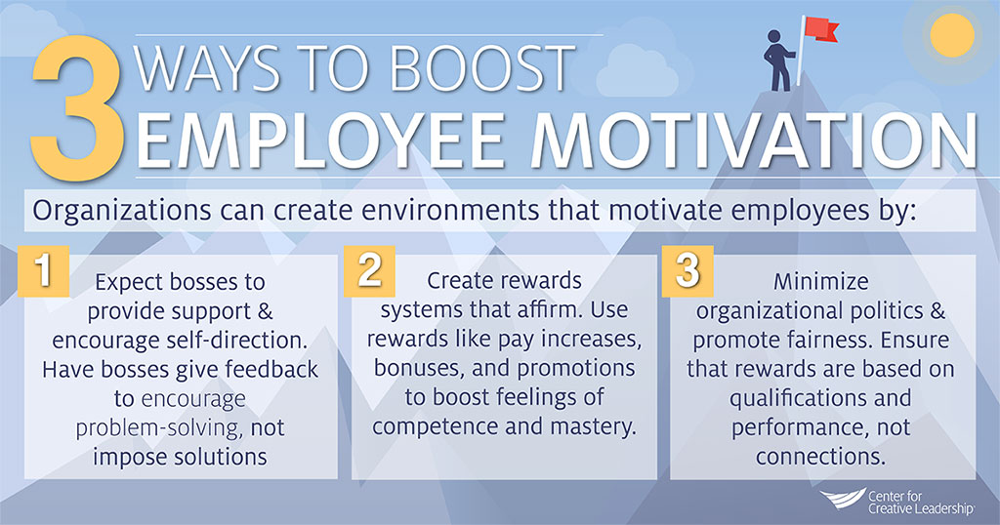 3 WAYS TO BOOST
EMPLOYEE MOTIVATION
Organizations can create environments that motivate employees by:
1
Expect bosses to
provide support &
encourage self-direction.
Have bosses give feedback
to encourage
problem-solving, not
impose solutions
2
Create rewards
systems that affirm. Use
rewards like pay increases,
bonuses, and promotions
to boost feelings of
competence and mastery.
3
Minimize
organizational politics &
promote fairness. Ensure
that rewards are based on
qualifications and
performance, not
connections.
Center for
Creative Leadership